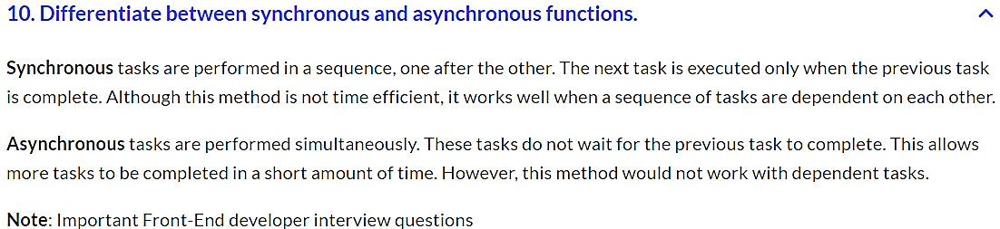 10. Differentiate between synchronous and asynchronous functions.
Synchronous tasks are performed in a sequence, one after the other. The next task is executed only when the previous task
is complete. Although this method is not time efficient, it works well when a sequence of tasks are dependent on each other.
Asynchronous tasks are performed simultaneously. These tasks do not wait for the previous task to complete. This allows
more tasks to be completed in a short amount of time. However, this method would not work with dependent tasks.
Note: Important Front-End developer interview questions